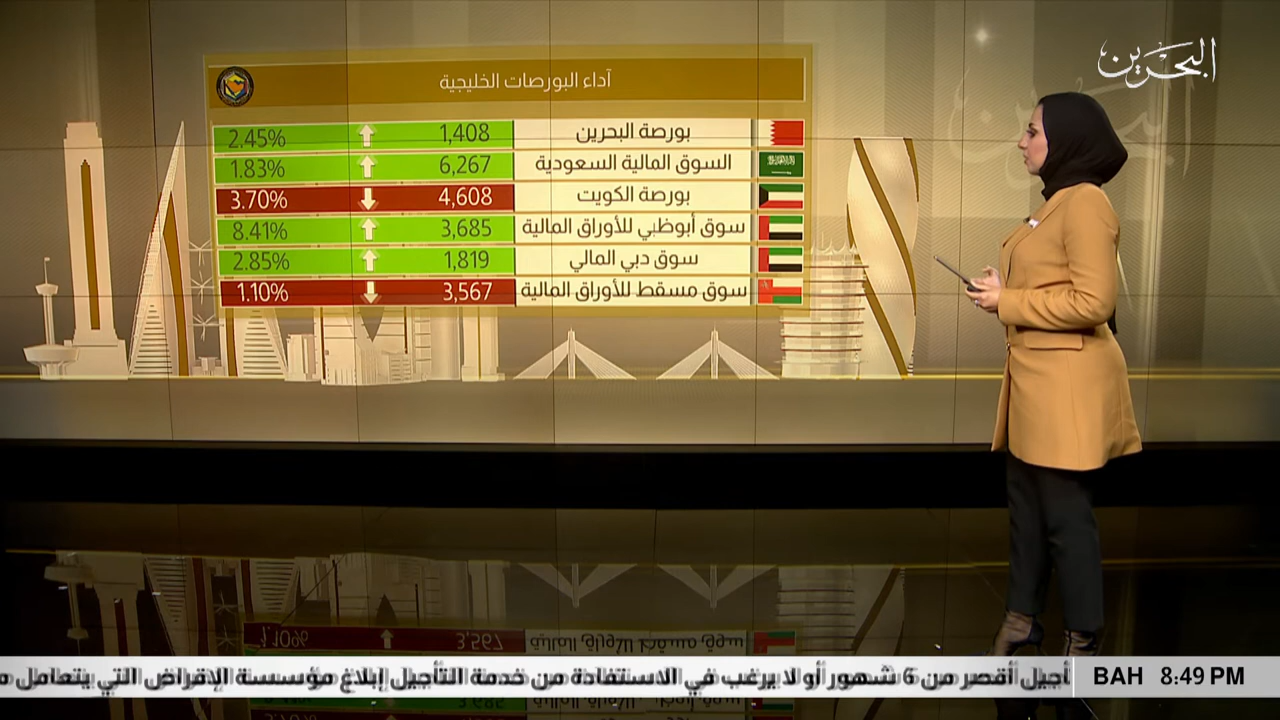 البحرين
آداء البورصات الخليجية
بورصة البحرين 1,408 2.45%
السوق المالية السعودية 6,267 1.83%
بورصة الكويت 4,608 3.70%
سوق أبوظبي للأوراق المالية 3,685 8.41%
سوق دبي المالي 1,819 2.85%
سوق مسقط للأوراق المالية 3,567 1.10%
BAH 8:49 PM
أقصر من 6 شهور أو لا يرغب في الاستفادة من خدمة التأجيل إبلاغ مؤسسة الإقراض التي يتعامل